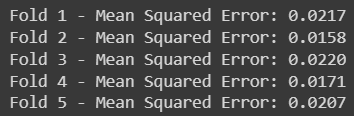 Fold 1 - Mean Squared Error: 0.0217
Fold 2 - Mean Squared Error: 0.0158
Fold 3 - Mean Squared Error: 0.0220
Fold 4 - Mean Squared Error: 0.0171
Fold 5 - Mean Squared Error: 0.0207